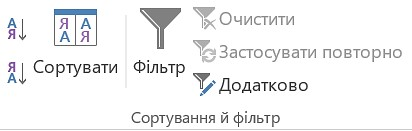 А
Я
Я
А
Я А
А Я
Сортувати
Фільтр
Очистити
Застосувати повторно
Додатково
Сортування й фільтр